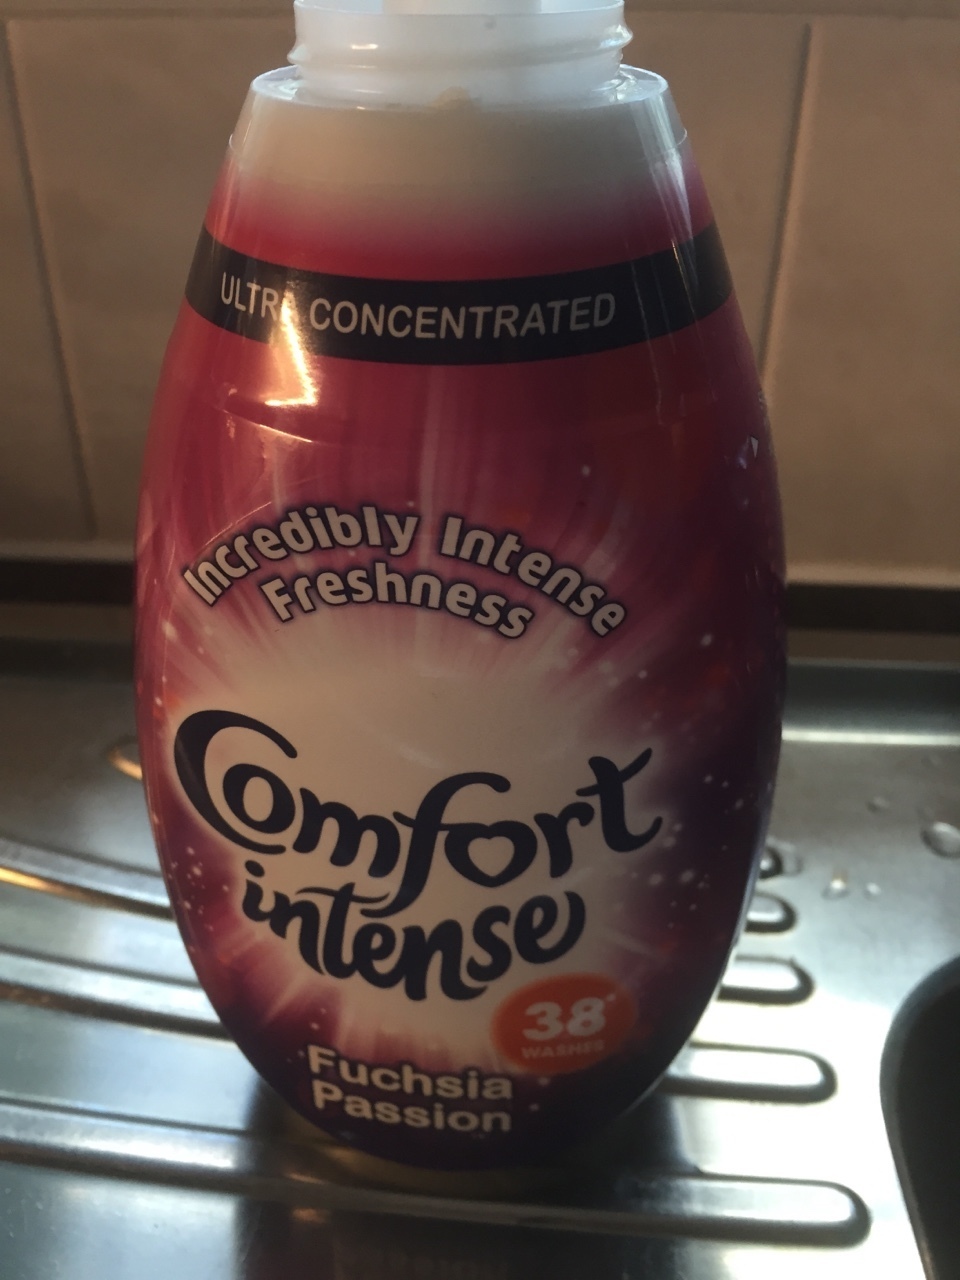 ULTRA CONCENTRATED
Incredibly Intense
Freshness
Comfort
intense
38
WASHES
Fuchsia
Passion